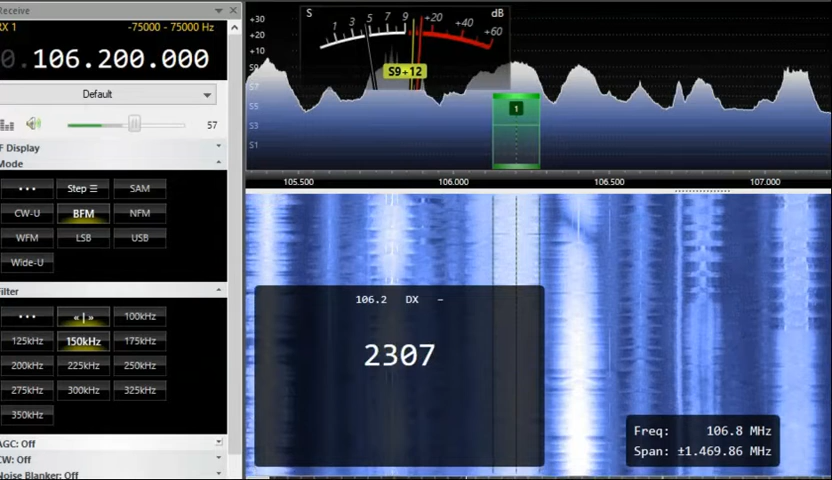 Receive
RX 1 -75000 - 75000 Hz
0.106.200.000
Default
57
IF Display
Mode
... Step SAM
CW-U BFM NFM
WFM LSB USB
Wide-U
Filter
... « | » 100kHz
125kHz 150kHz 175kHz
200kHz 225kHz 250kHz
275kHz 300kHz 325kHz
350kHz
AGC: Off
CW: Off
Noise Blanker: Off
+30
+20
+10
S9
S5
S3
S1
S 1 3 5 7 9 +20 +40 +60 dB
S9+12
1
105.500 106.000 106.500 107.000
106.2 DX –
2307
Freq: 106.8 MHz
Span: ±1.469.86 MHz